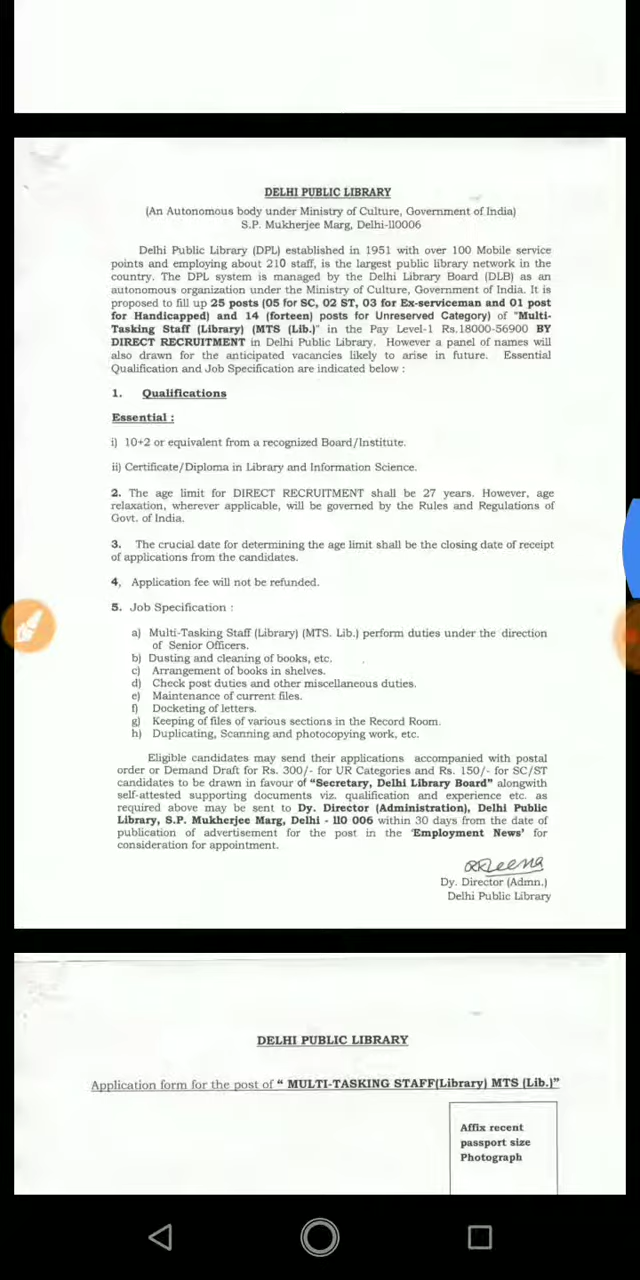 DELHI PUBLIC LIBRARY
(An Autonomous body under Ministry of Culture, Government of India)
S.P. Mukherjee Marg, Delhi-110006
Delhi Public Library (DPL) established in 1951 with over 100 Mobile service
points and employing about 210 staff, is the largest public library network in the
country. The DPL system is managed by the Delhi Library Board (DLB) as an
autonomous organization under the Ministry of Culture, Government of India. It is
proposed to fill up 25 posts (05 for SC, 02 ST, 03 for Ex-serviceman and 01 post
for Handicapped) and 14 (forteen) posts for Unreserved Category) of "Multi-
Tasking Staff (Library) (MTS (Lib.)" in the Pay Level-1 Rs.18000-56900 BY
DIRECT RECRUITMENT in Delhi Public Library. However a panel of names will
also drawn for the anticipated vacancies likely to arise in future. Essential
Qualification and Job Specification are indicated below :
1. Qualifications
Essential :
i) 10+2 or equivalent from a recognized Board/Institute.
ii) Certificate/Diploma in Library and Information Science.
2. The age limit for DIRECT RECRUITMENT shall be 27 years. However, age
relaxation, wherever applicable, will be governed by the Rules and Regulations of
Govt. of India.
3. The crucial date for determining the age limit shall be the closing date of receipt
of applications from the candidates.
4, Application fee will not be refunded.
5. Job Specification :
a) Multi-Tasking Staff (Library) (MTS. Lib.) perform duties under the direction
of Senior Officers.
b) Dusting and cleaning of books, etc.
c) Arrangement of books in shelves.
d) Check post duties and other miscellaneous duties.
e) Maintenance of current files.
f) Docketing of letters.
g) Keeping of files of various sections in the Record Room.
h) Duplicating, Scanning and photocopying work, etc.
Eligible candidates may send their applications accompanied with postal
order or Demand Draft for Rs. 300/- for UR Categories and Rs. 150/- for SC/ST
candidates to be drawn in favour of "Secretary, Delhi Library Board" alongwith
self-attested supporting documents viz. qualification and experience etc. as
required above may be sent to Dy. Director (Administration), Delhi Public
Library, S.P. Mukherjee Marg, Delhi - 110 006 within 30 days from the date of
publication of advertisement for the post in the 'Employment News' for
consideration for appointment.
Dy. Director (Admn.)
Delhi Public Library
DELHI PUBLIC LIBRARY
Application form for the post of " MULTI-TASKING STAFF(Library) MTS (Lib.)"
Affix recent
passport size
Photograph